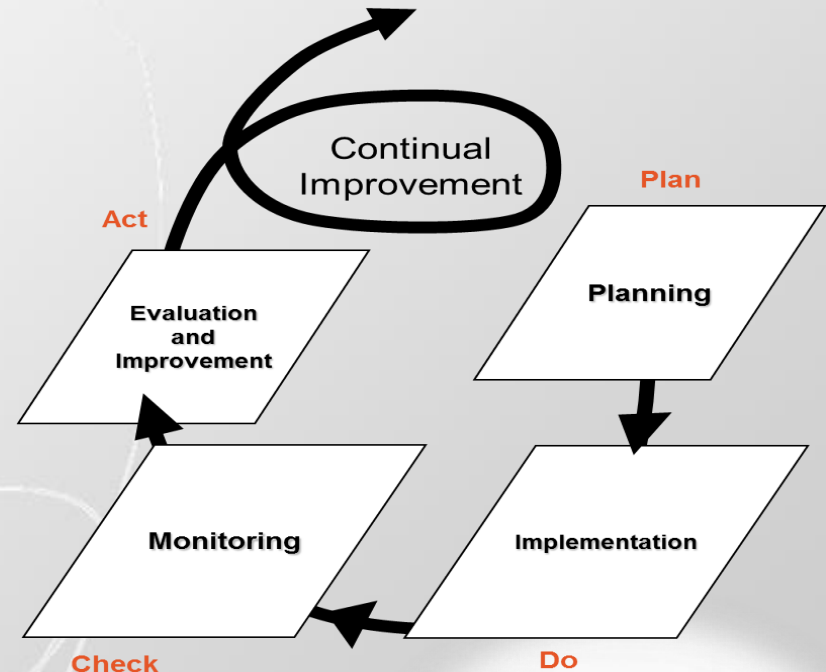 Continual
Improvement
Plan
Act
Planning
Evaluation
and
Improvement
Monitoring
Implementation
Check
Do